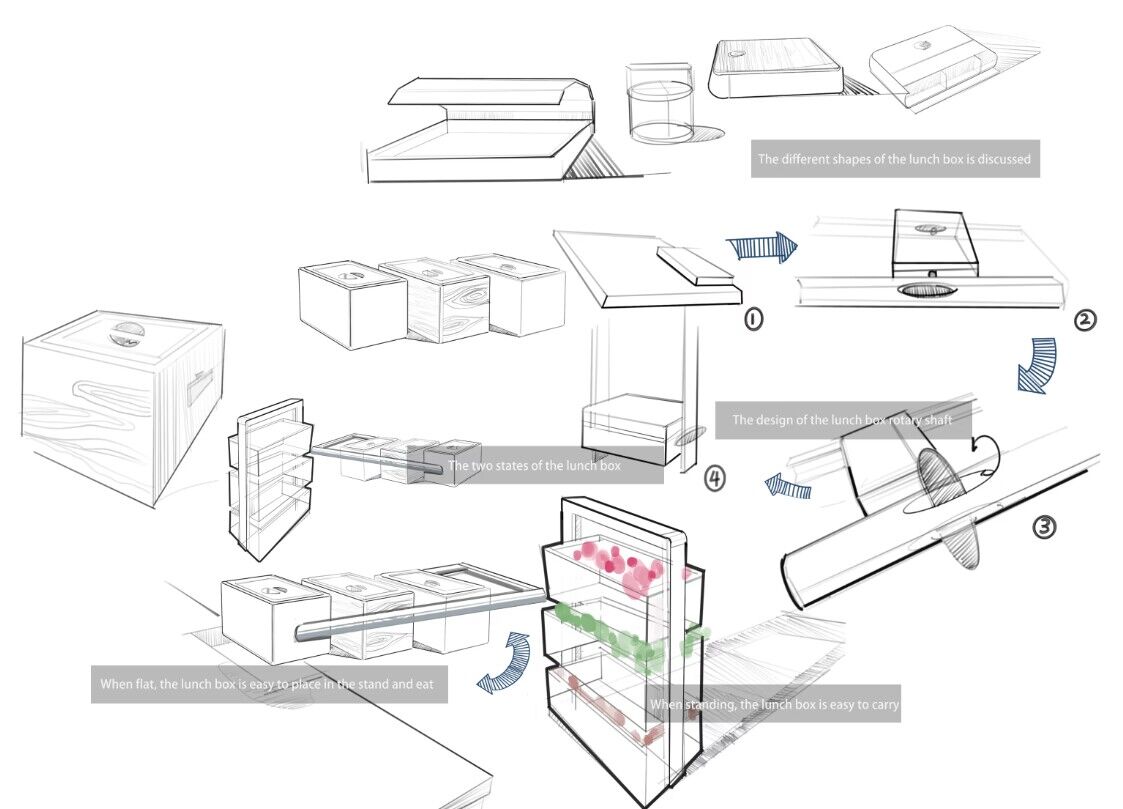 The different shapes of the lunch box is discussed
①
②
The design of the lunch box rotary shaft
The two states of the lunch box
④
③
When flat, the lunch box is easy to place in the stand and eat
When standing, the lunch box is easy to carry